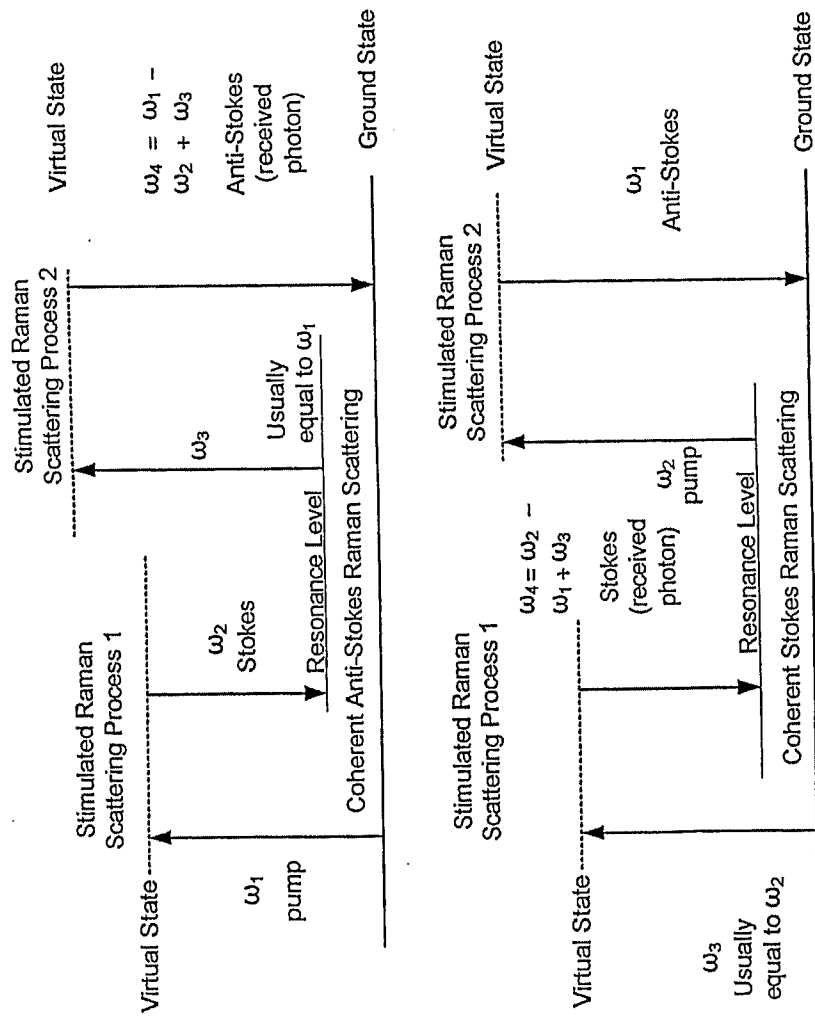 Stimulated Raman
Scattering Process 1
Stimulated Raman
Scattering Process 2
Virtual State
Virtual State
ω1
pump
ω2
Stokes
ω3
Usually
equal to ω1
ω4 = ω1 −
ω2 + ω3
Anti-Stokes
(received
photon)
Resonance Level
Coherent Anti-Stokes Raman Scattering
Ground State
Stimulated Raman
Scattering Process 1
Stimulated Raman
Scattering Process 2
Virtual State
Virtual State
ω3
Usually
equal to ω2
ω4 = ω2 −
ω1 + ω3
Stokes
(received
photon)
ω2
pump
ω1
Anti-Stokes
Resonance Level
Coherent Stokes Raman Scattering
Ground State